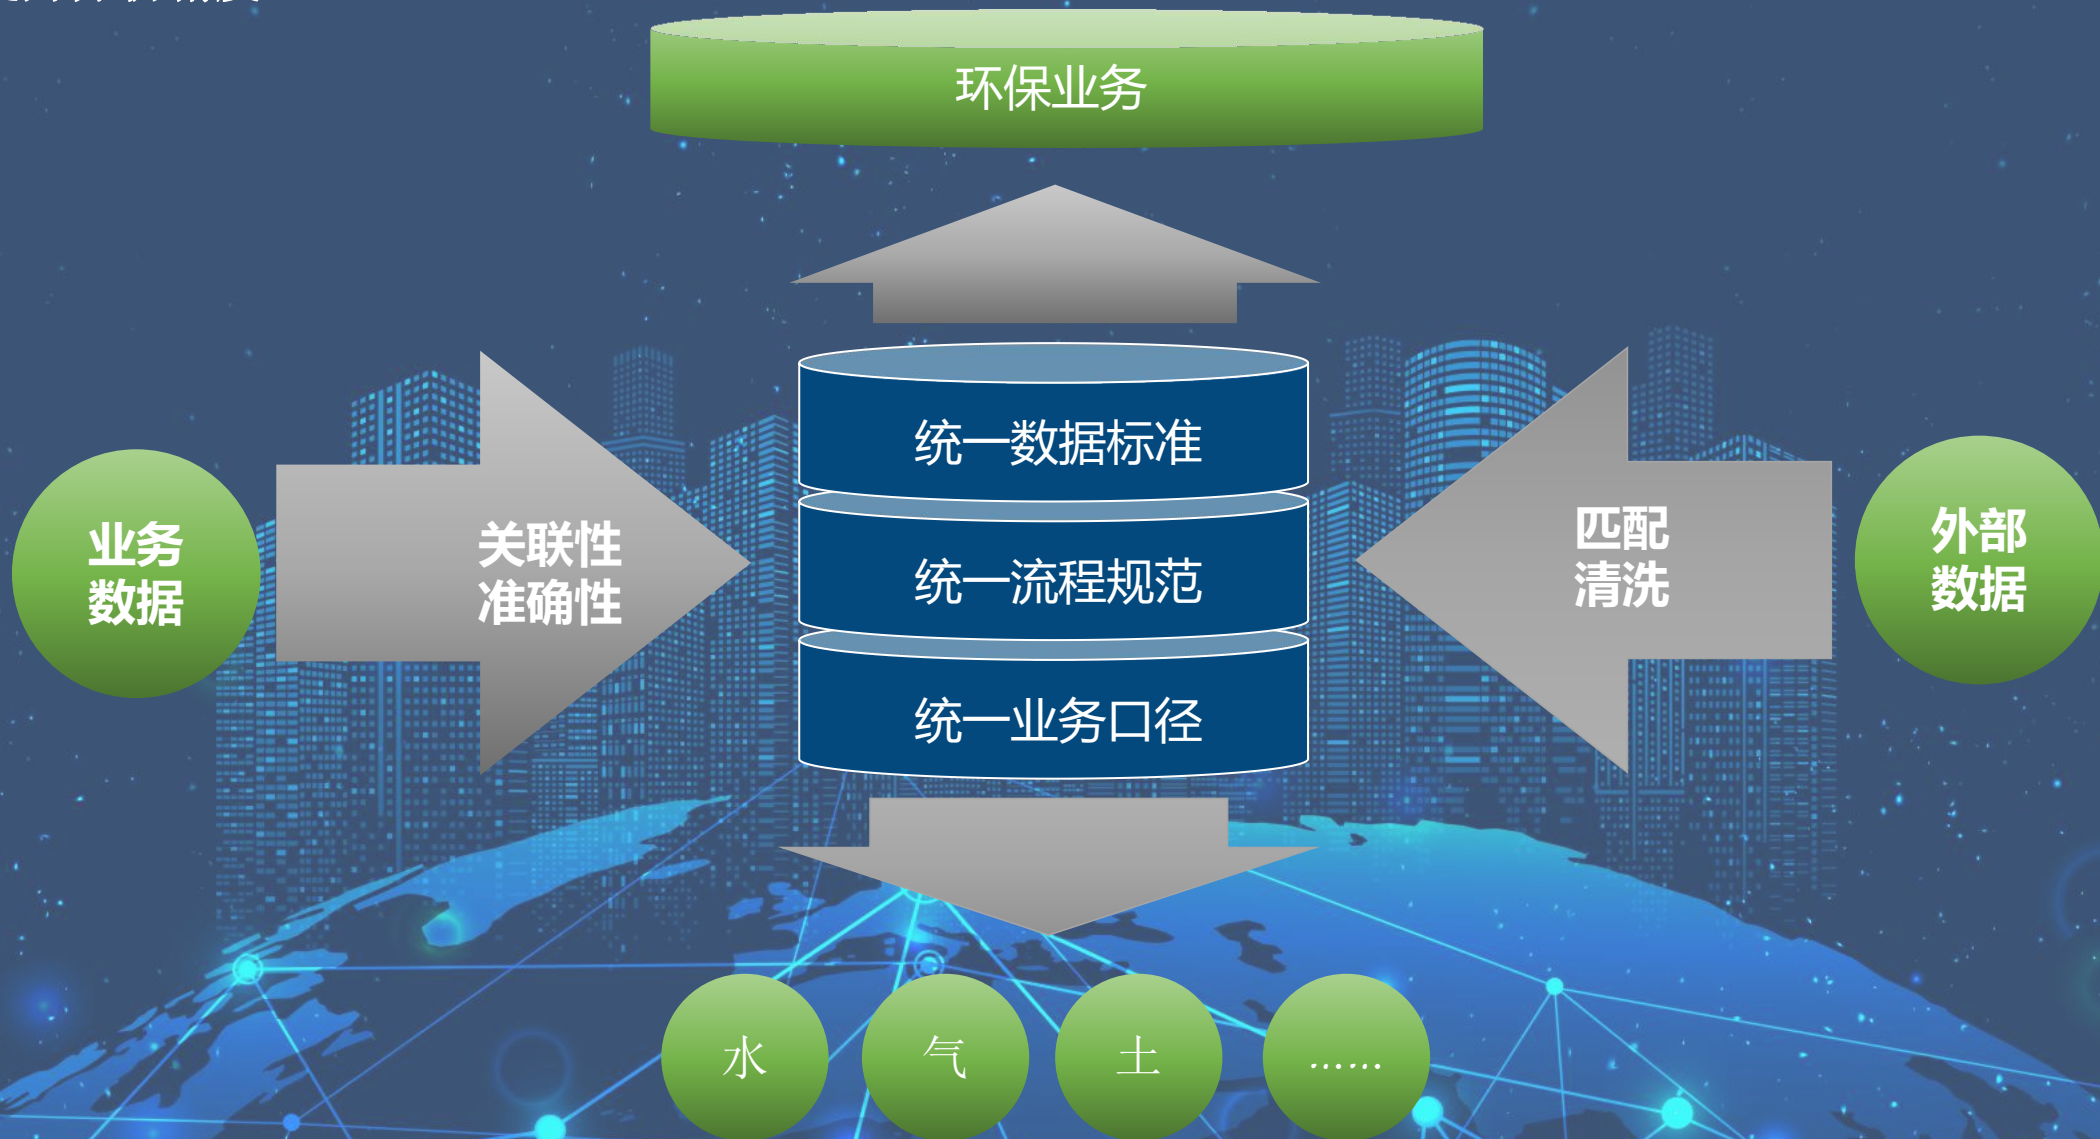 环保业务
统一数据标准
业务
数据
关联性
准确性
统一流程规范
匹配
清洗
外部
数据
统一业务口径
水
气
土
……